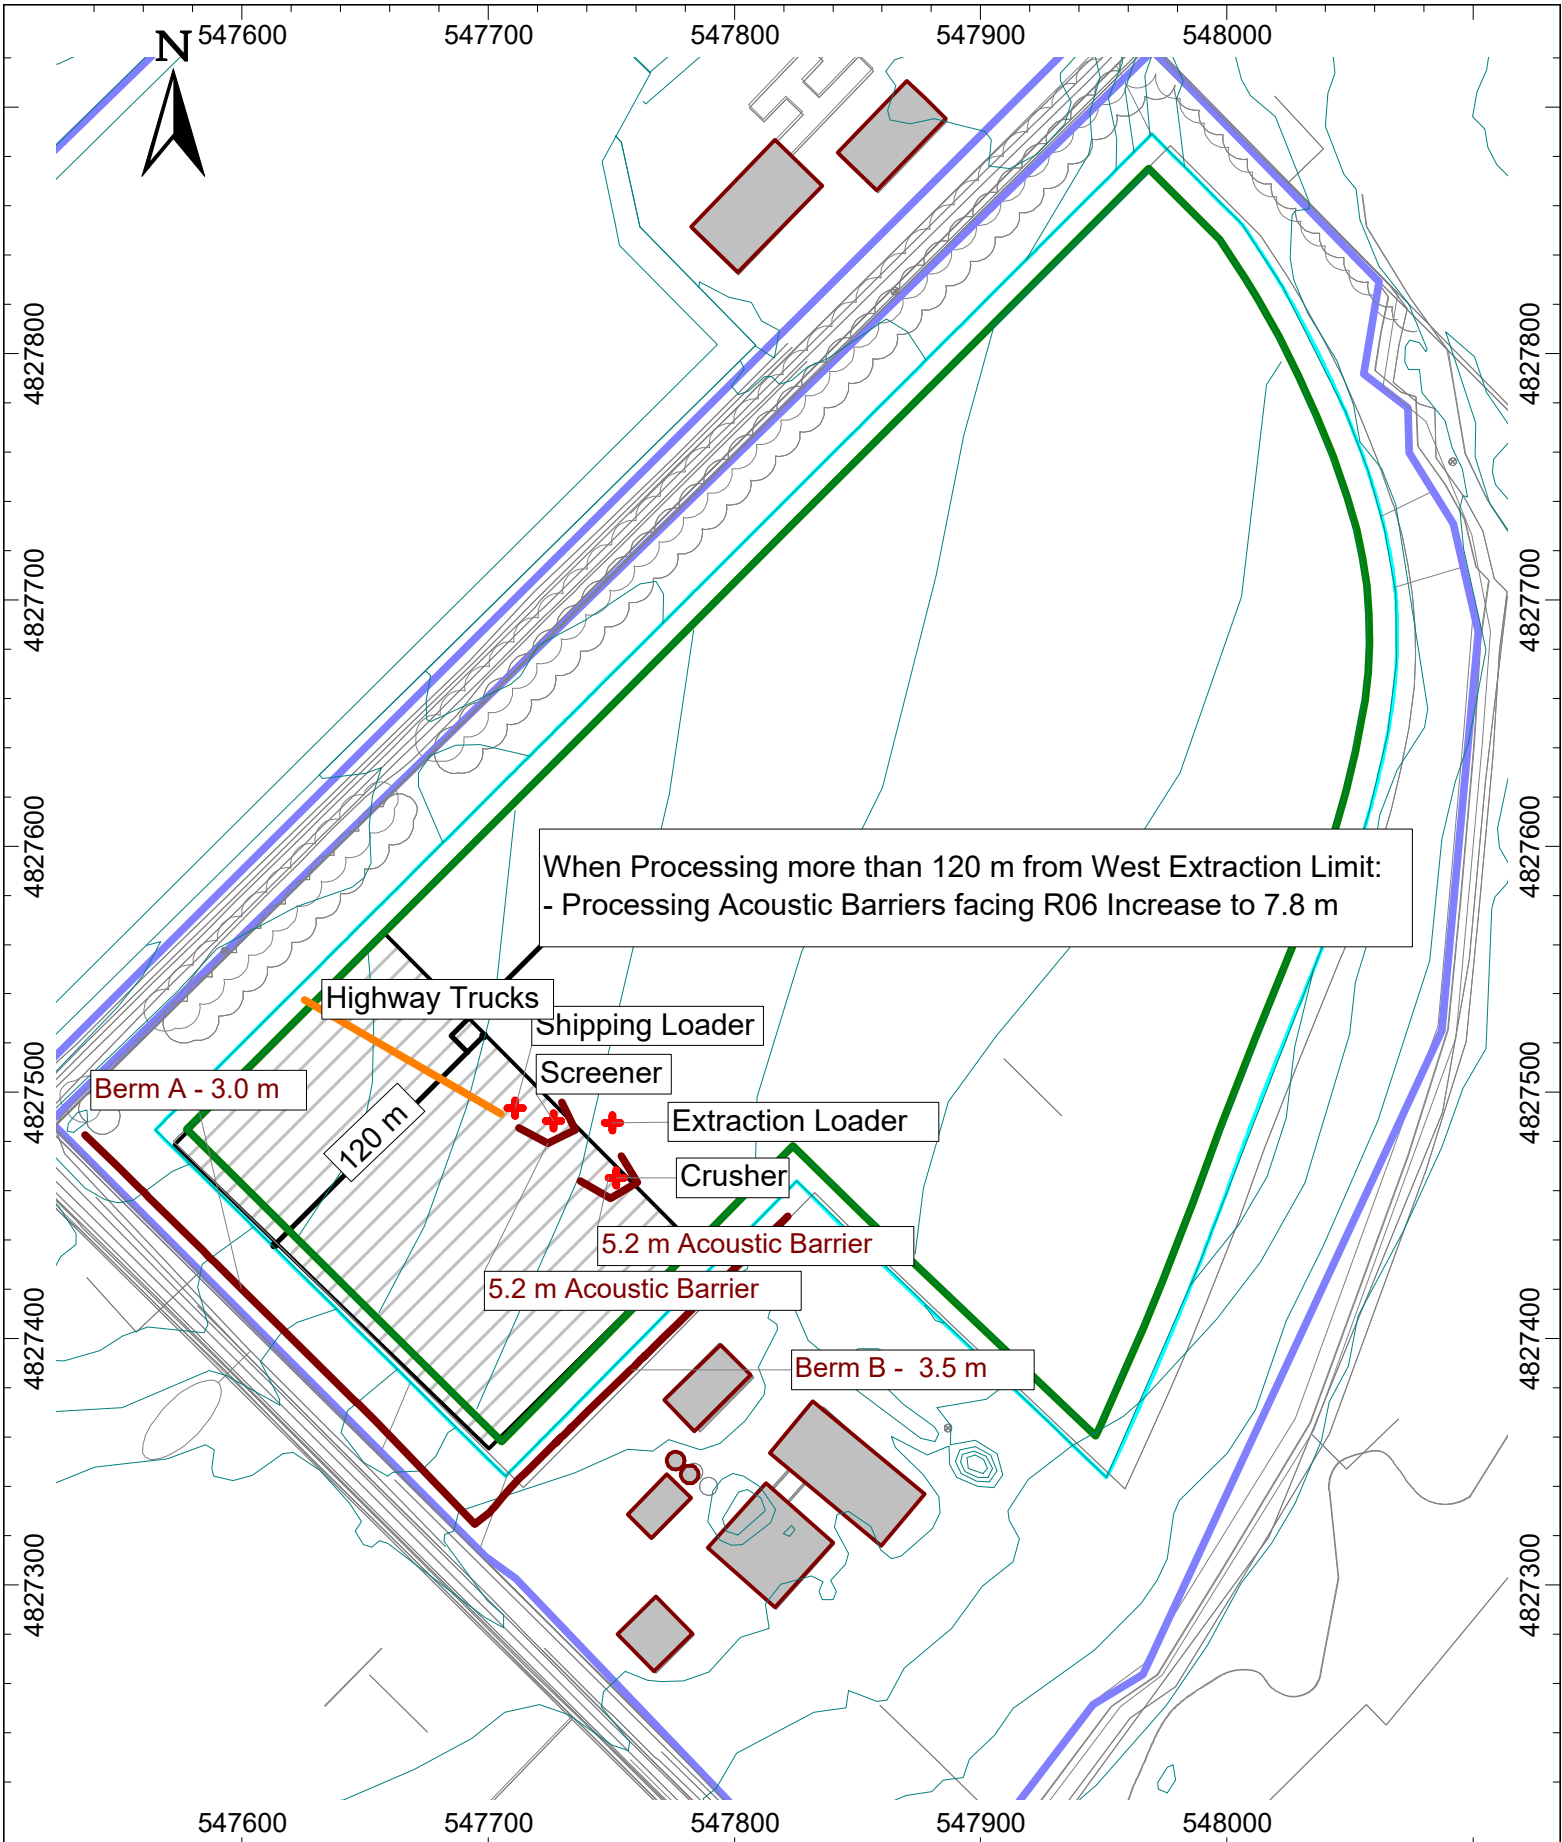 547600
547700
547800
547900
548000
N
4827800
4827800
4827700
4827700
4827600
4827600
When Processing more than 120 m from West Extraction Limit:
- Processing Acoustic Barriers facing R06 Increase to 7.8 m
Highway Trucks
Shipping Loader
Screener
4827500
4827500
Berm A - 3.0 m
Extraction Loader
120 m
Crusher
5.2 m Acoustic Barrier
5.2 m Acoustic Barrier
4827400
4827400
Berm B - 3.5 m
4827300
4827300
547600
547700
547800
547900
548000